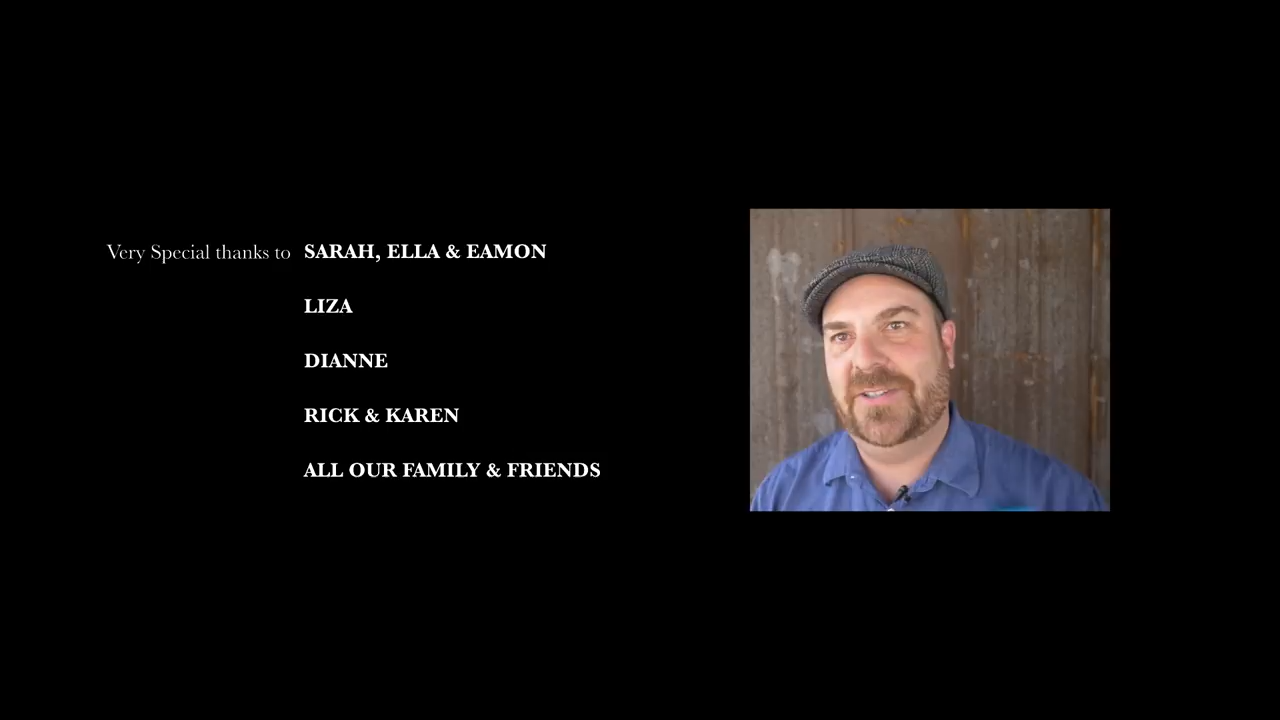 Very Special thanks to SARAH, ELLA & EAMON
LIZA
DIANNE
RICK & KAREN
ALL OUR FAMILY & FRIENDS